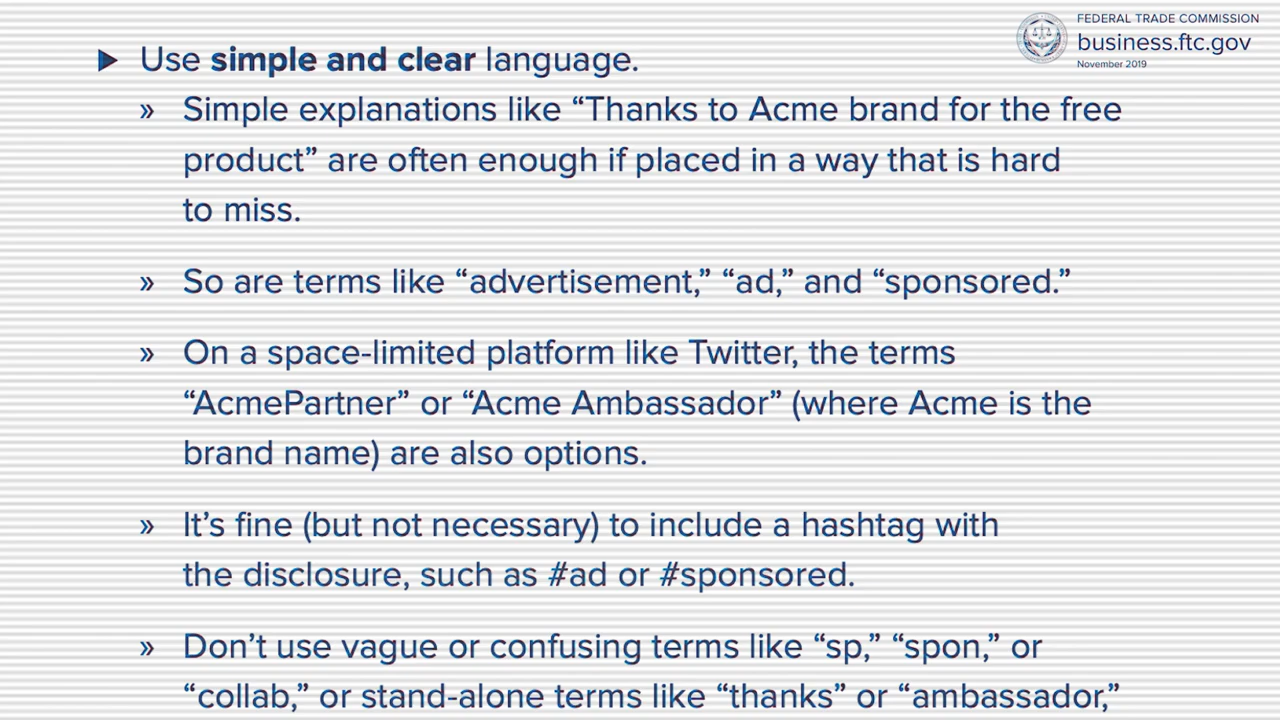 FEDERAL TRADE COMMISSION
business.ftc.gov
November 2019
▶ Use simple and clear language.
» Simple explanations like “Thanks to Acme brand for the free
product” are often enough if placed in a way that is hard
to miss.
» So are terms like “advertisement,” “ad,” and “sponsored.”
» On a space-limited platform like Twitter, the terms
“AcmePartner” or “Acme Ambassador” (where Acme is the
brand name) are also options.
» It’s fine (but not necessary) to include a hashtag with
the disclosure, such as #ad or #sponsored.
» Don’t use vague or confusing terms like “sp,” “spon,” or
“collab,” or stand-alone terms like “thanks” or “ambassador,”